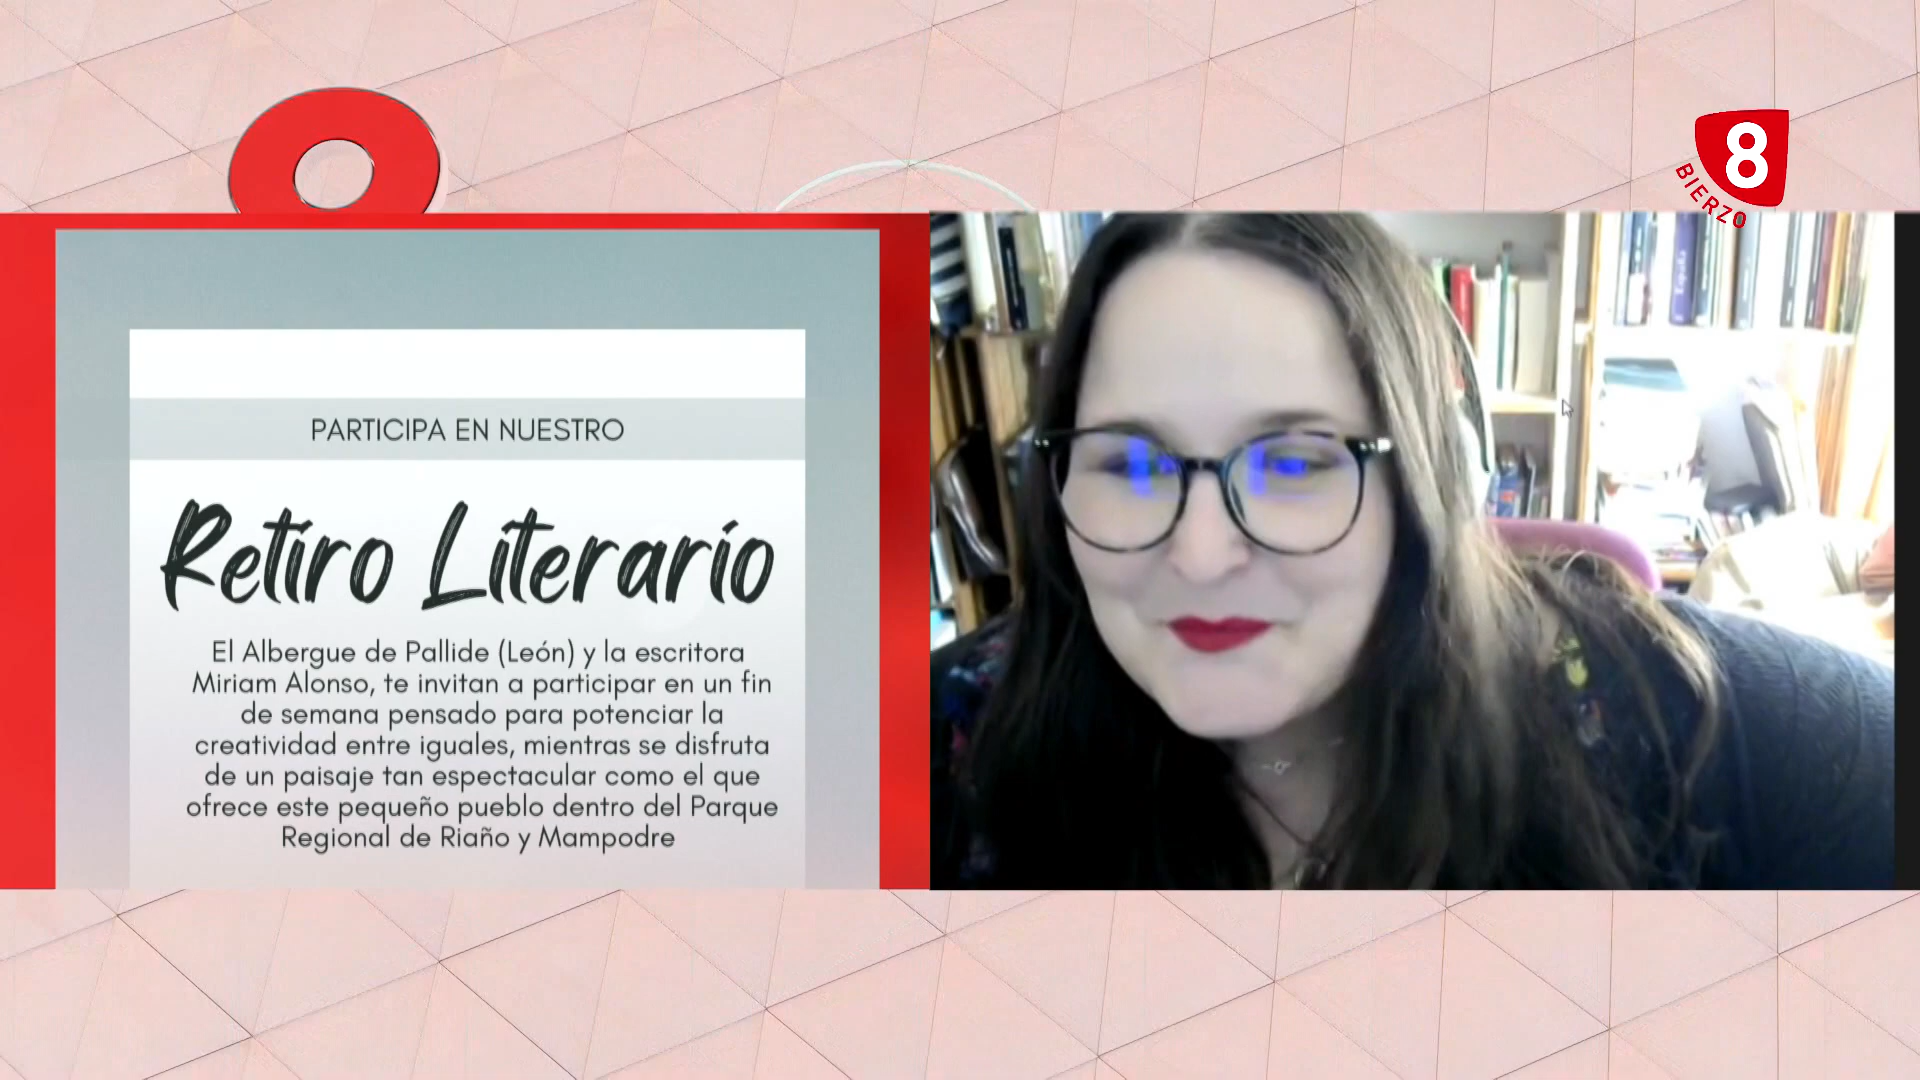 8
BIERZO
PARTICIPA EN NUESTRO
Retiro Literario
El Albergue de Pallide (León) y la escritora
Miriam Alonso, te invitan a participar en un fin
de semana pensado para potenciar la
creatividad entre iguales, mientras se disfruta
de un paisaje tan espectacular como el que
ofrece este pequeño pueblo dentro del Parque
Regional de Riaño y Mampodre